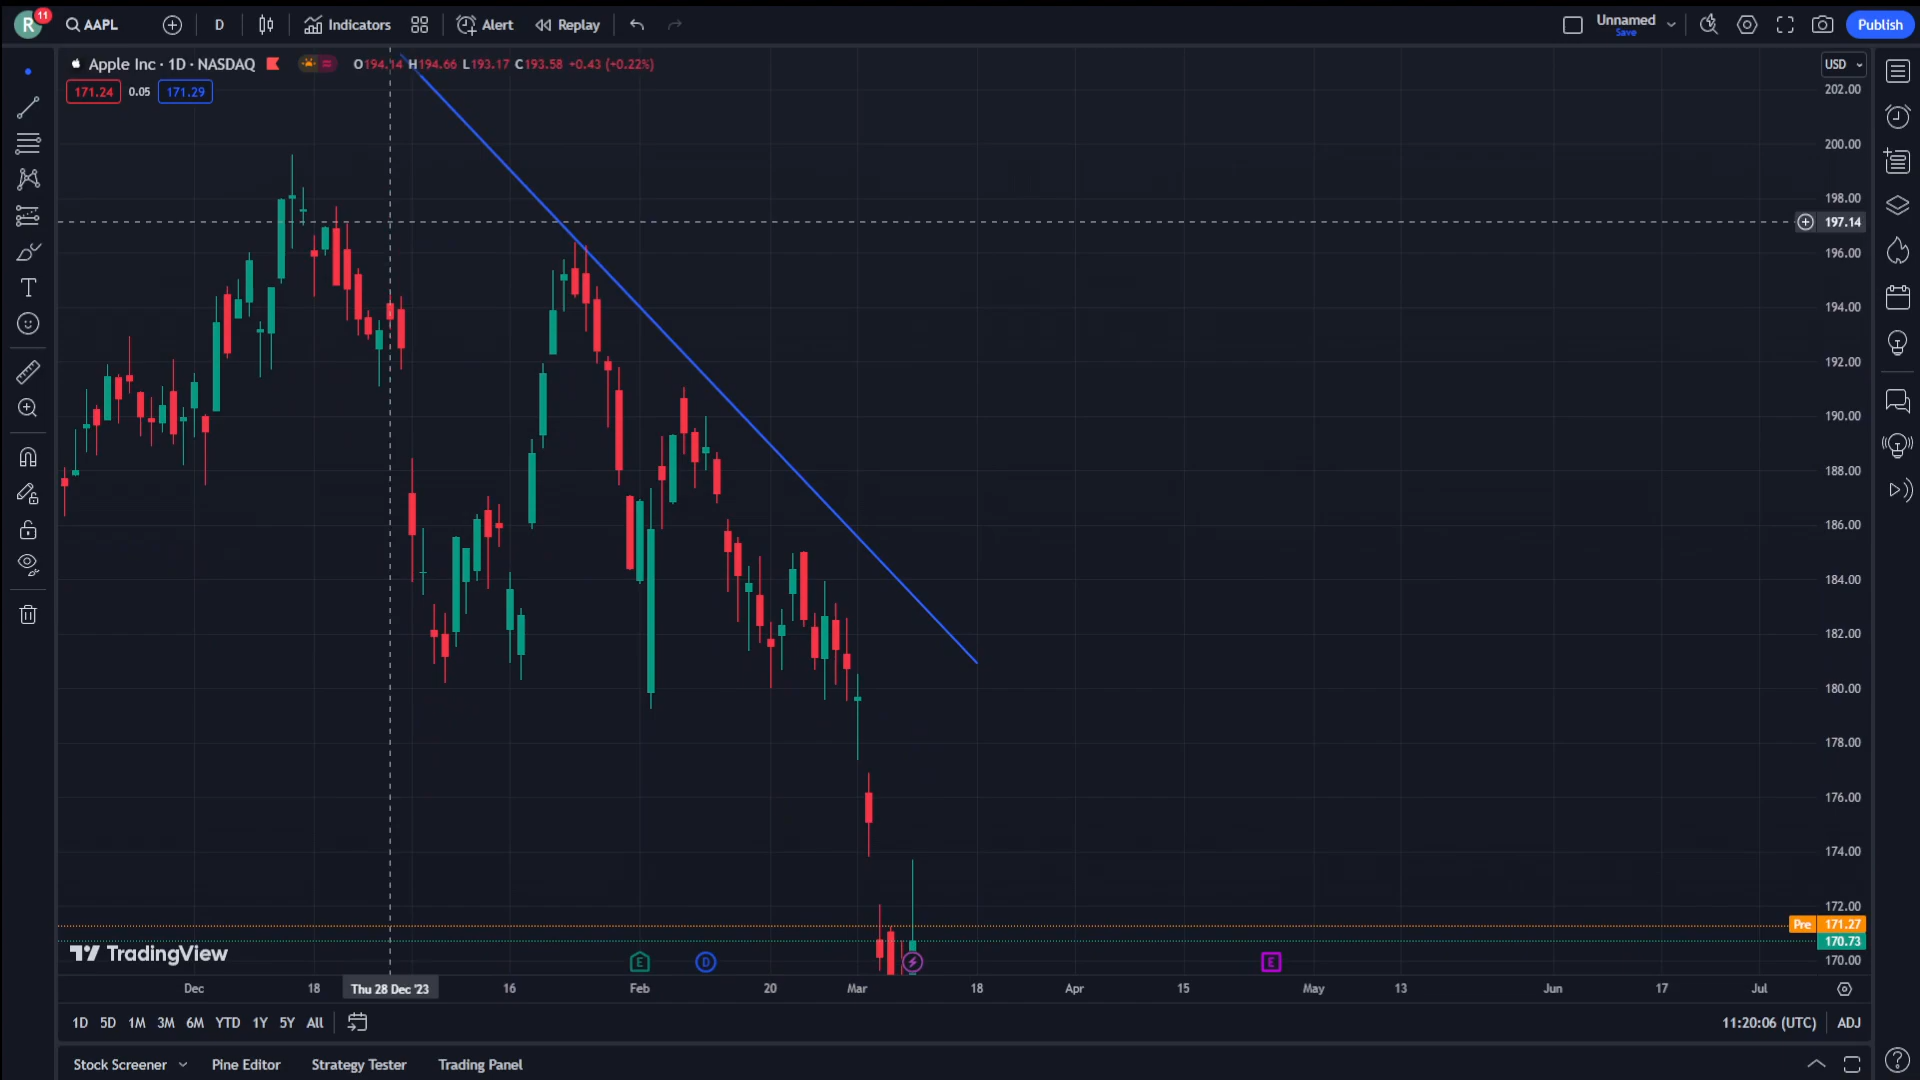 R 11 AAPL D Indicators Alert Replay Unnamed Save Publish
Apple Inc · 1D · NASDAQ O194.14 H194.66 L193.17 C193.58 +0.43 (+0.22%) USD
171.24 0.05 171.29
202.00
200.00
198.00
197.14
196.00
194.00
192.00
190.00
188.00
186.00
184.00
182.00
180.00
178.00
176.00
174.00
172.00
Pre 171.27
170.73
170.00
TradingView
E D E
Dec 18 Thu 28 Dec '23 16 Feb 20 Mar 18 Apr 15 May 13 Jun 17 Jul
1D 5D 1M 3M 6M YTD 1Y 5Y All 11:20:06 (UTC) ADJ
Stock Screener Pine Editor Strategy Tester Trading Panel